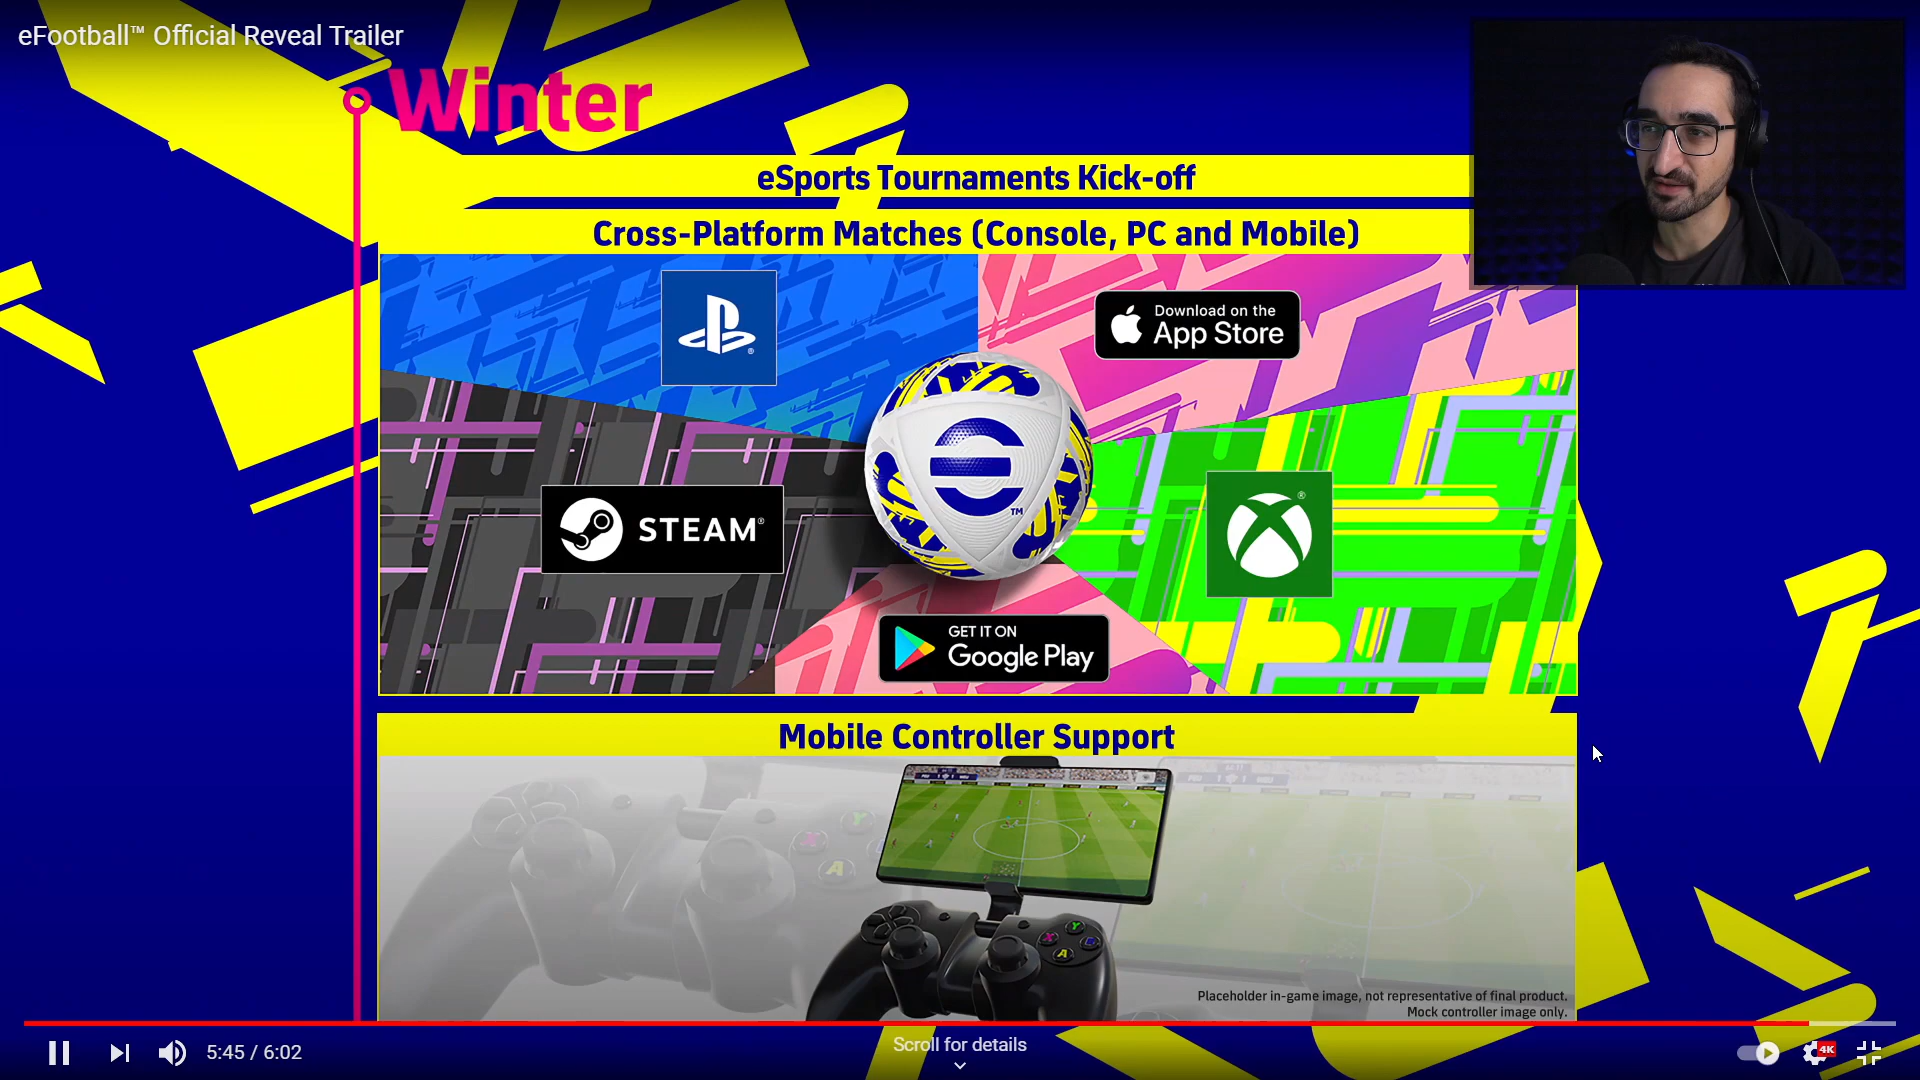 eFootball™ Official Reveal Trailer
Winter
eSports Tournaments Kick-off
Cross-Platform Matches (Console, PC and Mobile)
Download on the
App Store
STEAM®
TM
GET IT ON
Google Play
Mobile Controller Support
Y
X
A
Y
X
A
Placeholder in-game image, not representative of final product.
Mock controller image only.
5:45 / 6:02
Scroll for details
4K